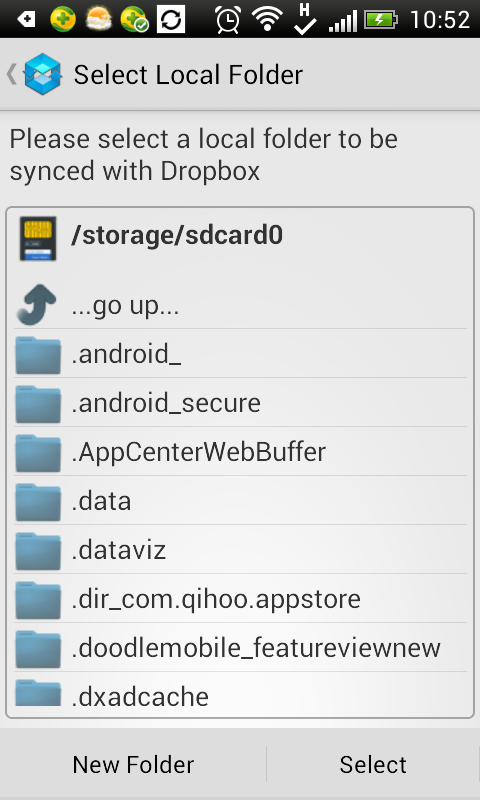 H
10:52
Select Local Folder
Please select a local folder to be
synced with Dropbox
/storage/sdcard0
...go up...
.android_
.android_secure
.AppCenterWebBuffer
.data
.dataviz
.dir_com.qihoo.appstore
.doodlemobile_featureviewnew
.dxadcache
New Folder
Select